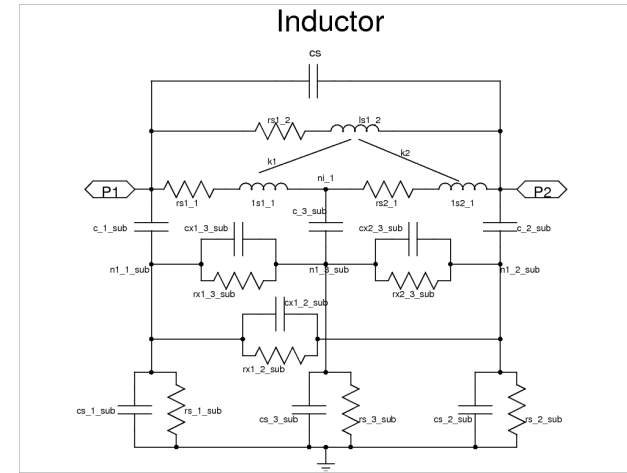 Inductor
cs
rs1_2
ls1_2
k1
k2
P1
ni_1
P2
rs1_1
1s1_1
rs2_1
1s2_1
c_3_sub
c_1_sub
cx1_3_sub
cx2_3_sub
c_2_sub
n1_1_sub
n1_3_sub
n1_2_sub
rx1_3_sub
rx2_3_sub
cx1_2_sub
rx1_2_sub
cs_1_sub
rs_1_sub
cs_3_sub
rs_3_sub
cs_2_sub
rs_2_sub